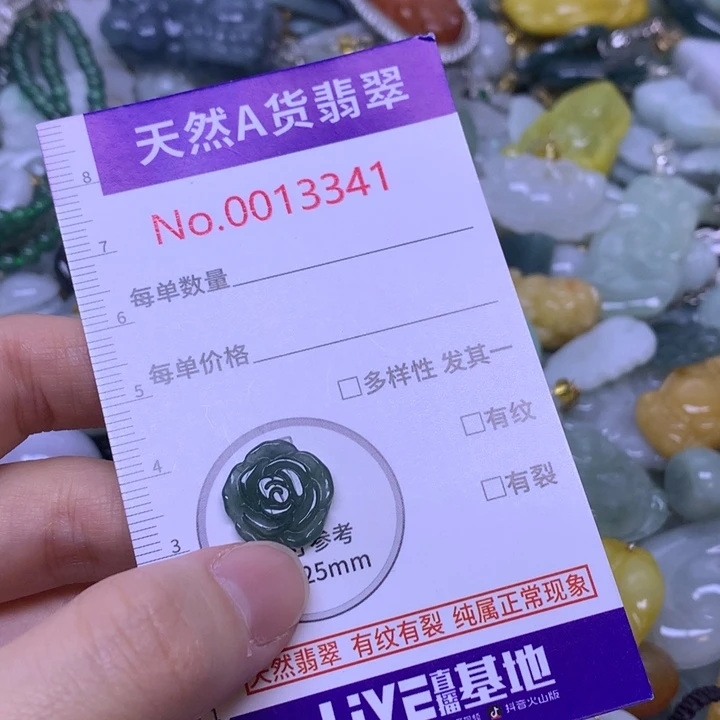 天然A货翡翠
No.0013341
8
7
每单数量
6
每单价格
5
□多样性 发其一
□有纹
4
□有裂
3
参考
25mm
天然翡翠 有纹有裂 纯属正常现象
LiVE直播基地
抖音火山版